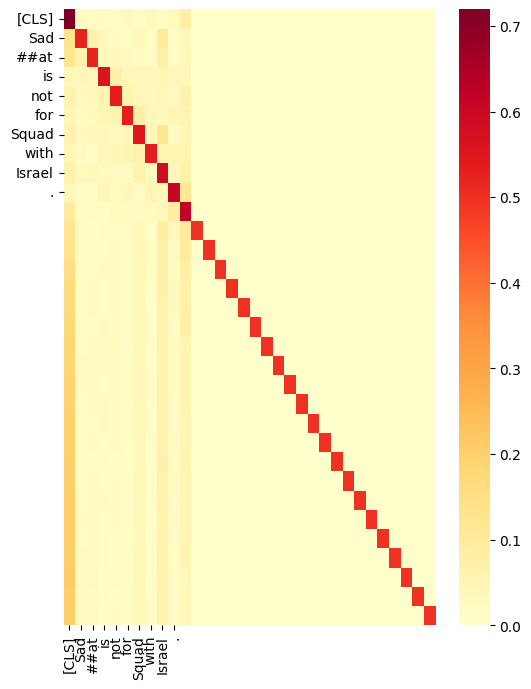 [CLS]
Sad
##at
is
not
for
Squad
with
Israel
.
0.7
0.6
0.5
0.4
0.3
0.2
0.1
0.0
[CLS]
Sad
##at
is
not
for
Squad
with
Israel
.